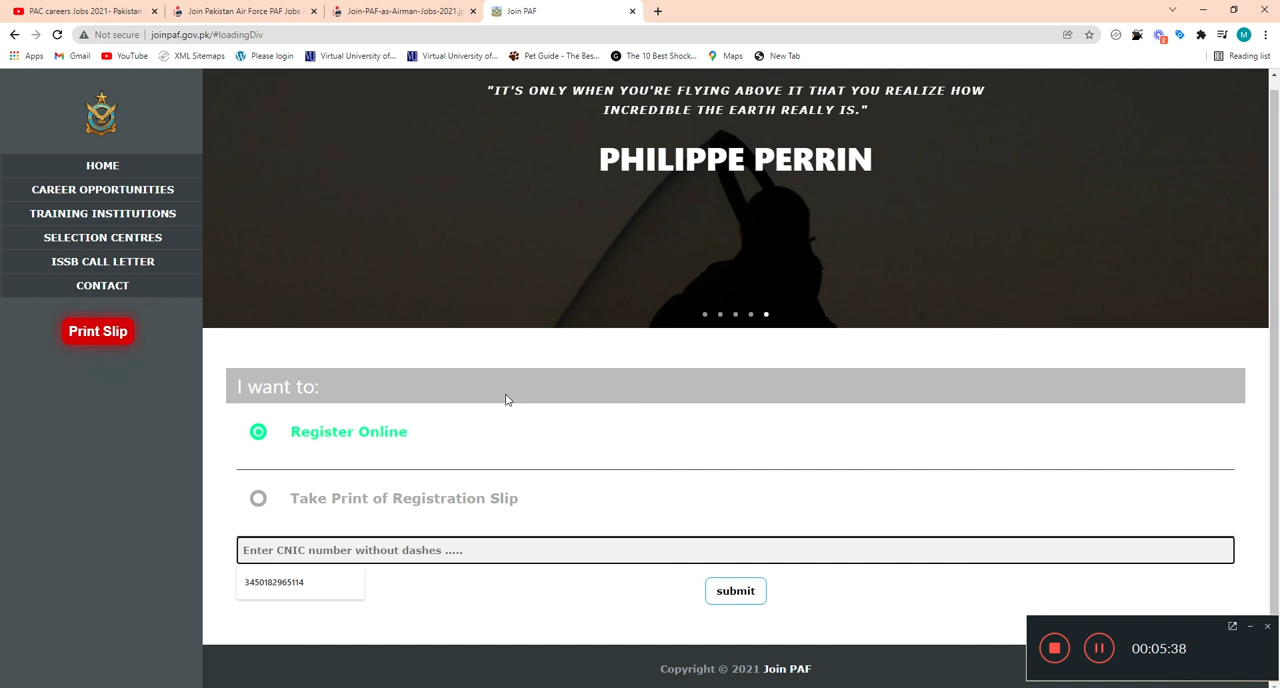 PAC careers Jobs 2021- Pakistan
Join Pakistan Air Force PAF Jobs
Join-PAF-as-Airman-Jobs-2021.j
Join PAF
Not secure | joinpaf.gov.pk/#loadingDiv
Apps
Gmail
YouTube
XML Sitemaps
Please login
Virtual University of...
Virtual University of...
Pet Guide - The Bes...
The 10 Best Shock...
Maps
New Tab
Reading list
2
M
HOME
CAREER OPPORTUNITIES
TRAINING INSTITUTIONS
SELECTION CENTRES
ISSB CALL LETTER
CONTACT
Print Slip
"IT'S ONLY WHEN YOU'RE FLYING ABOVE IT THAT YOU REALIZE HOW
INCREDIBLE THE EARTH REALLY IS."
PHILIPPE PERRIN
I want to:
Register Online
Take Print of Registration Slip
Enter CNIC number without dashes .....
3450182965114
submit
Copyright © 2021 Join PAF
00:05:38